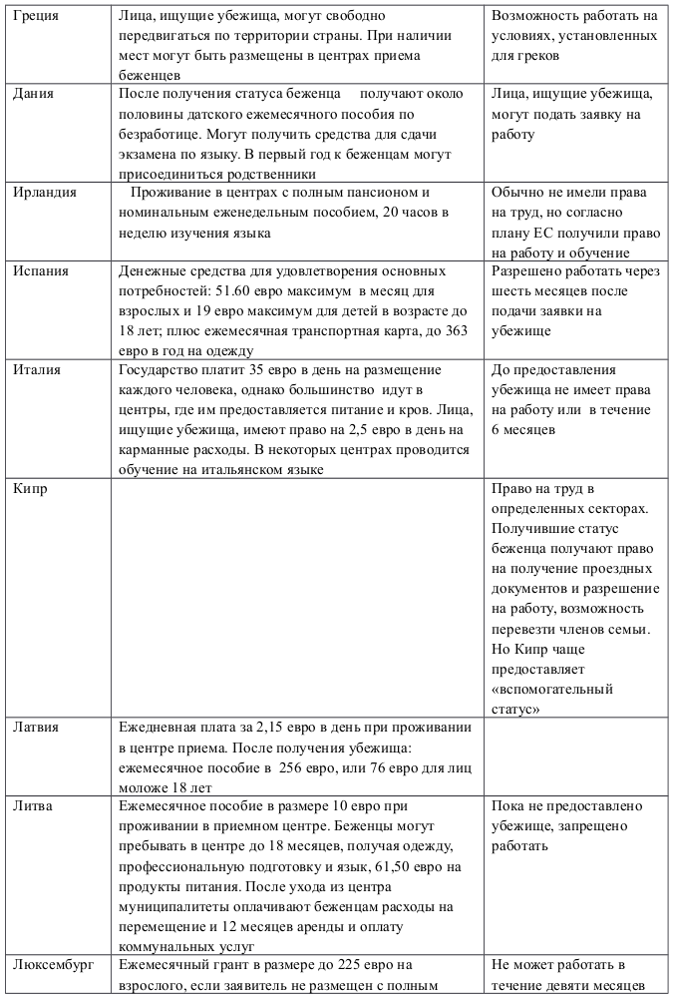 Греция
Лица, ищущие убежища, могут свободно
передвигаться по территории страны. При наличии
мест могут быть размещены в центрах приема
беженцев
Возможность работать на
условиях, установленных
для греков
Дания
После получения статуса беженца получают около
половины датского ежемесячного пособия по
безработице. Могут получить средства для сдачи
экзамена по языку. В первый год к беженцам могут
присоединиться родственники
Лица, ищущие убежища,
могут подать заявку на
работу
Ирландия
Проживание в центрах с полным пансионом и
номинальным еженедельным пособием, 20 часов в
неделю изучения языка
Обычно не имели права
на труд, но согласно
плану ЕС получили право
на работу и обучение
Испания
Денежные средства для удовлетворения основных
потребностей: 51.60 евро максимум в месяц для
взрослых и 19 евро максимум для детей в возрасте до
18 лет; плюс ежемесячная транспортная карта, до 363
евро в год на одежду
Разрешено работать через
шесть месяцев после
подачи заявки на
убежище
Италия
Государство платит 35 евро в день на размещение
каждого человека, однако большинство идут в
центры, где им предоставляется питание и кров. Лица,
ищущие убежища, имеют право на 2,5 евро в день на
карманные расходы. В некоторых центрах проводится
обучение на итальянском языке
До предоставления
убежища не имеет права
на работу или в течение
6 месяцев
Кипр
Право на труд в
определенных секторах.
Получившие статус
беженца получают право
на получение проездных
документов и разрешение
на работу, возможность
перевезти членов семьи.
Но Кипр чаще
предоставляет
«вспомогательный
статус»
Латвия
Ежедневная плата за 2,15 евро в день при проживании
в центре приема. После получения убежища:
ежемесячное пособие в 256 евро, или 76 евро для лиц
моложе 18 лет
Литва
Ежемесячное пособие в размере 10 евро при
проживании в приемном центре. Беженцы могут
пребывать в центре до 18 месяцев, получая одежду,
профессиональную подготовку и язык, 61,50 евро на
продукты питания. После ухода из центра
муниципалитеты оплачивают беженцам расходы на
перемещение и 12 месяцев аренды и оплату
коммунальных услуг
Пока не предоставлено
убежище, запрещено
работать
Люксембург
Ежемесячный грант в размере до 225 евро на
взрослого, если заявитель не размещен с полным
Не может работать в
течение девяти месяцев